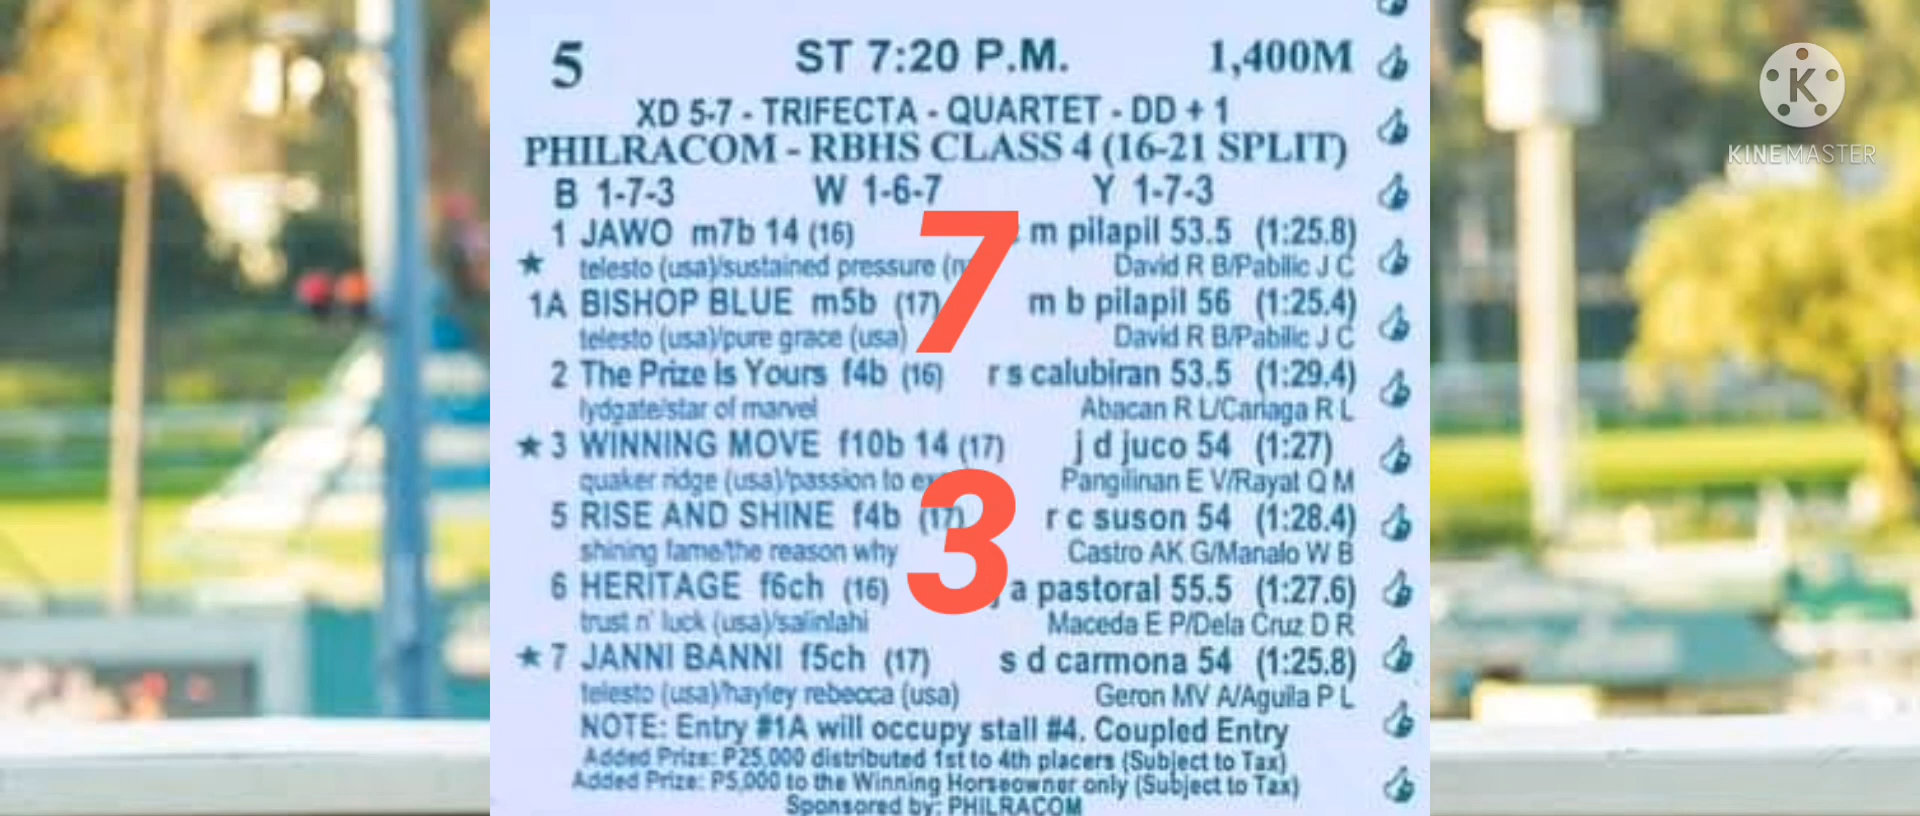 5 ST 7:20 P.M. 1,400M
XD 5-7 - TRIFECTA - QUARTET - DD + 1
PHILRACOM - RBHS CLASS 4 (16-21 SPLIT)
B 1-7-3 W 1-6-7 Y 1-7-3
1 JAWO m7b 14 (16) m pilapil 53.5 (1:25.8)
★ telesto (usa)/sustained pressure David R B/Pabilic J C
1A BISHOP BLUE m5b (17) m b pilapil 56 (1:25.4)
telesto (usa)/pure grace (usa) David R B/Pabilic J C
7
2 The Prize Is Yours f4b (16) r s calubiran 53.5 (1:29.4)
lydgate/star of marvel Abacan R L/Cariaga R L
★ 3 WINNING MOVE f10b 14 (17) j d juco 54 (1:27)
quaker ridge (usa)/passion to Pangilinan E V/Rayat Q M
5 RISE AND SHINE f4b (17) r c suson 54 (1:28.4)
shining fame/the reason why Castro AK G/Manalo W B
3
6 HERITAGE f6ch (16) a pastoral 55.5 (1:27.6)
trust n' luck (usa)/salinlahi Maceda E P/Dela Cruz D R
★ 7 JANNI BANNI f5ch (17) s d carmona 54 (1:25.8)
telesto (usa)/hayley rebecca (usa) Geron MV A/Aguila P L
NOTE: Entry #1A will occupy stall #4. Coupled Entry
Added Prize: P25,000 distributed 1st to 4th placers (Subject to Tax)
Added Prize: P5,000 to the Winning Horseowner only (Subject to Tax)
Sponsored by: PHILRACOM
K
KINEMASTER